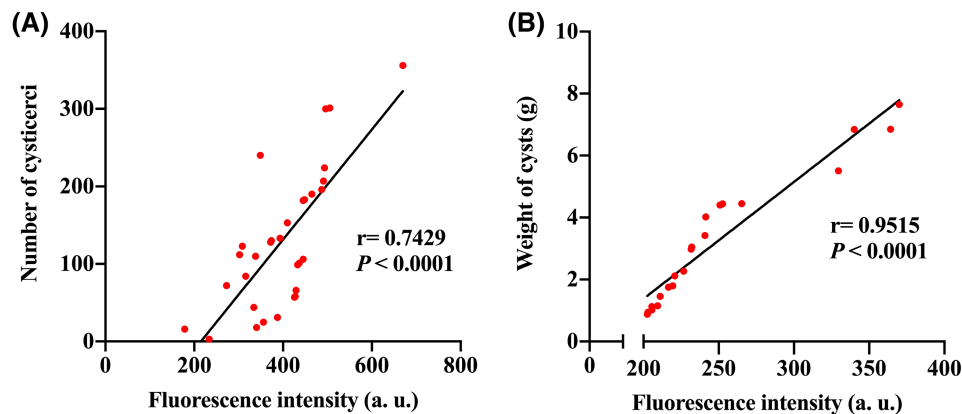 (A)
Number of cysticerci
400
300
200
100
0
0 200 400 600 800
Fluorescence intensity (a. u.)
r= 0.7429
P < 0.0001
(B)
Weight of cysts (g)
10
8
6
4
2
0
0 200 250 300 350 400
Fluorescence intensity (a. u.)
r= 0.9515
P < 0.0001